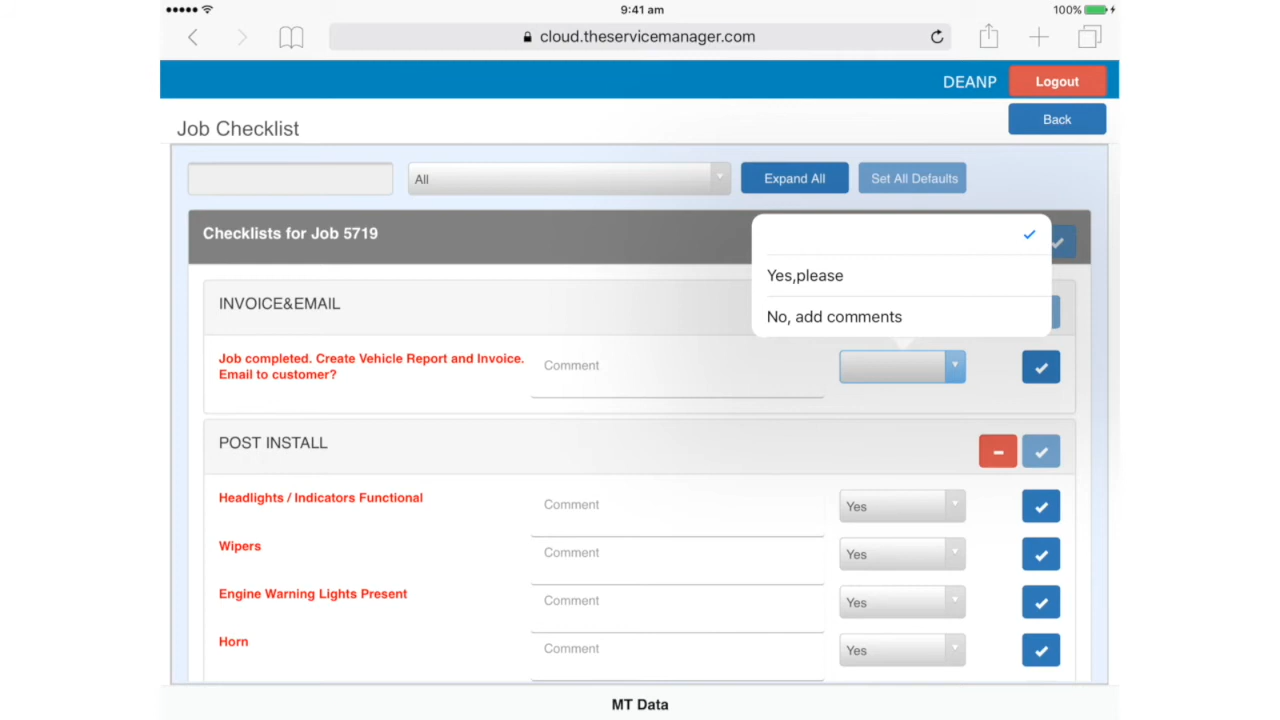 9:41 am
100%
cloud.theservicemanager.com
DEANP
Logout
Job Checklist
Back
All
Expand All
Set All Defaults
Checklists for Job 5719
Yes,please
No, add comments
INVOICE&EMAIL
Job completed. Create Vehicle Report and Invoice.
Email to customer?
Comment
POST INSTALL
Headlights / Indicators Functional
Comment
Yes
Wipers
Comment
Yes
Engine Warning Lights Present
Comment
Yes
Horn
Comment
Yes
MT Data